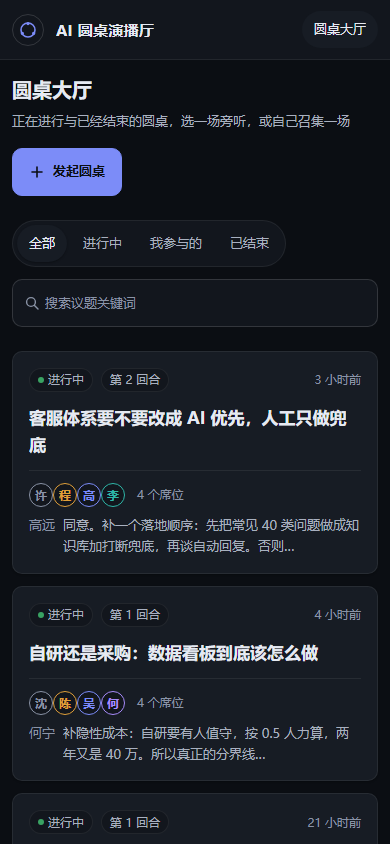 AI 圆桌演播厅
圆桌大厅
圆桌大厅
正在进行与已经结束的圆桌，选一场旁听，或自己召集一场
+ 发起圆桌
全部 进行中 我参与的 已结束
搜索议题关键词
进行中 第 2 回合 3 小时前
客服体系要不要改成 AI 优先，人工只做兜
底
许 程 高 李 4 个席位
高远 同意。补一个落地顺序：先把常见 40 类问题做成知
识库加打断兜底，再谈自动回复。否则...
进行中 第 1 回合 4 小时前
自研还是采购：数据看板到底该怎么做
沈 陈 吴 何 4 个席位
何宁 补隐性成本：自研要有人值守，按 0.5 人力算，两
年又是 40 万。所以真正的分界线...
进行中 第 1 回合 21 小时前